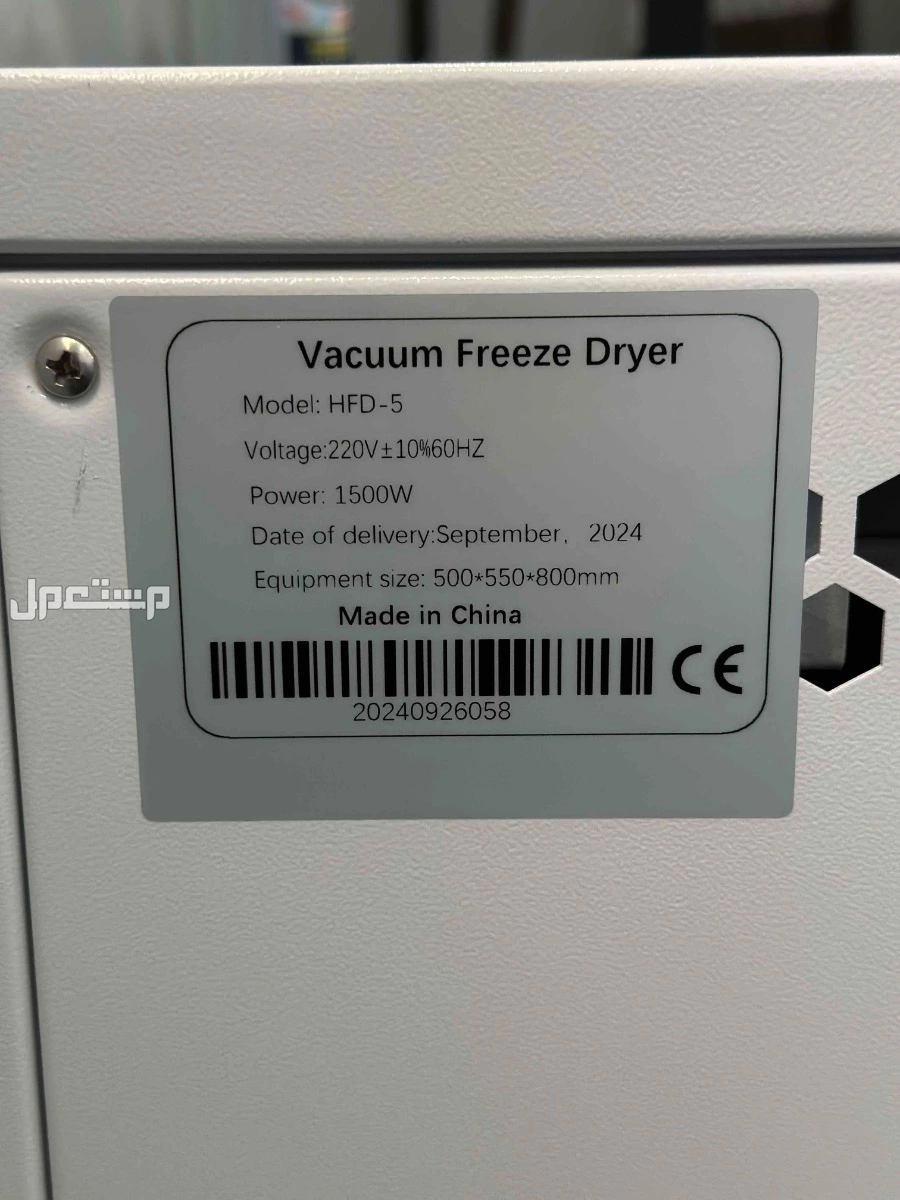 Vacuum Freeze Dryer
Model: HFD-5
Voltage:220V±10%60HZ
Power: 1500W
Date of delivery:September, 2024
Equipment size: 500*550*800mm
Made in China
CE
20240926058
مستعمل